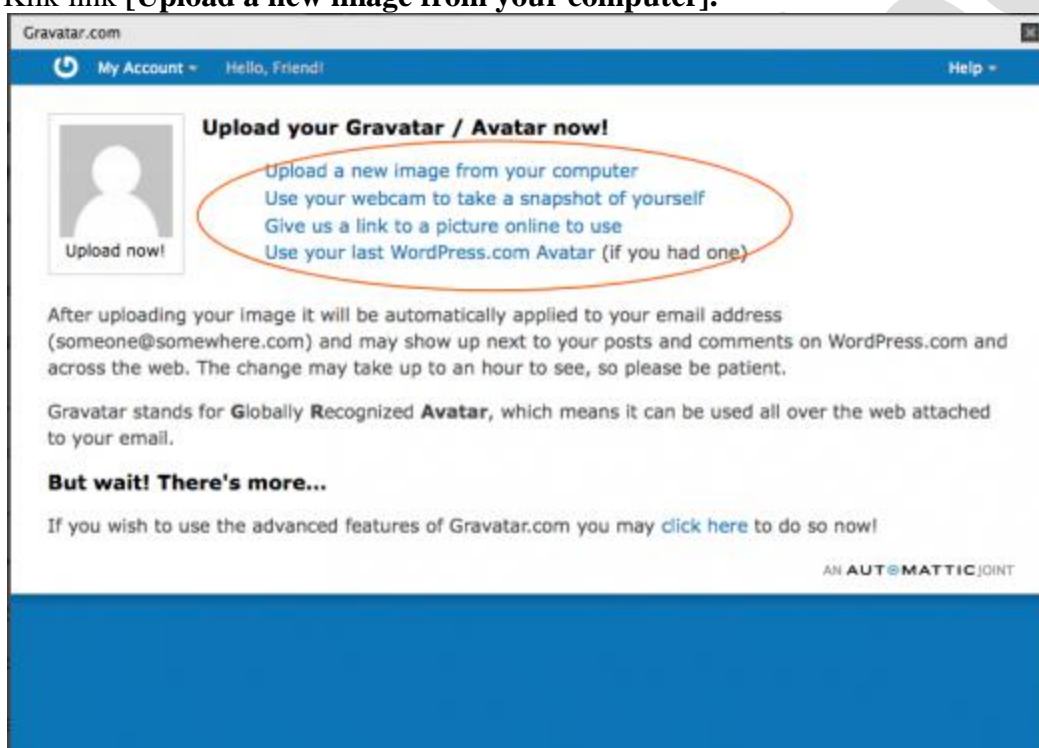 Klik link [Upload a new image from your computer].
Gravatar.com
My Account Hello, Friend! Help
Upload your Gravatar / Avatar now!
Upload a new image from your computer
Use your webcam to take a snapshot of yourself
Give us a link to a picture online to use
Use your last WordPress.com Avatar (if you had one)
Upload now!
After uploading your image it will be automatically applied to your email address
(someone@somewhere.com) and may show up next to your posts and comments on WordPress.com and
across the web. The change may take up to an hour to see, so please be patient.
Gravatar stands for Globally Recognized Avatar, which means it can be used all over the web attached
to your email.
But wait! There's more...
If you wish to use the advanced features of Gravatar.com you may click here to do so now!
AN AUTOMATTIC JOINT